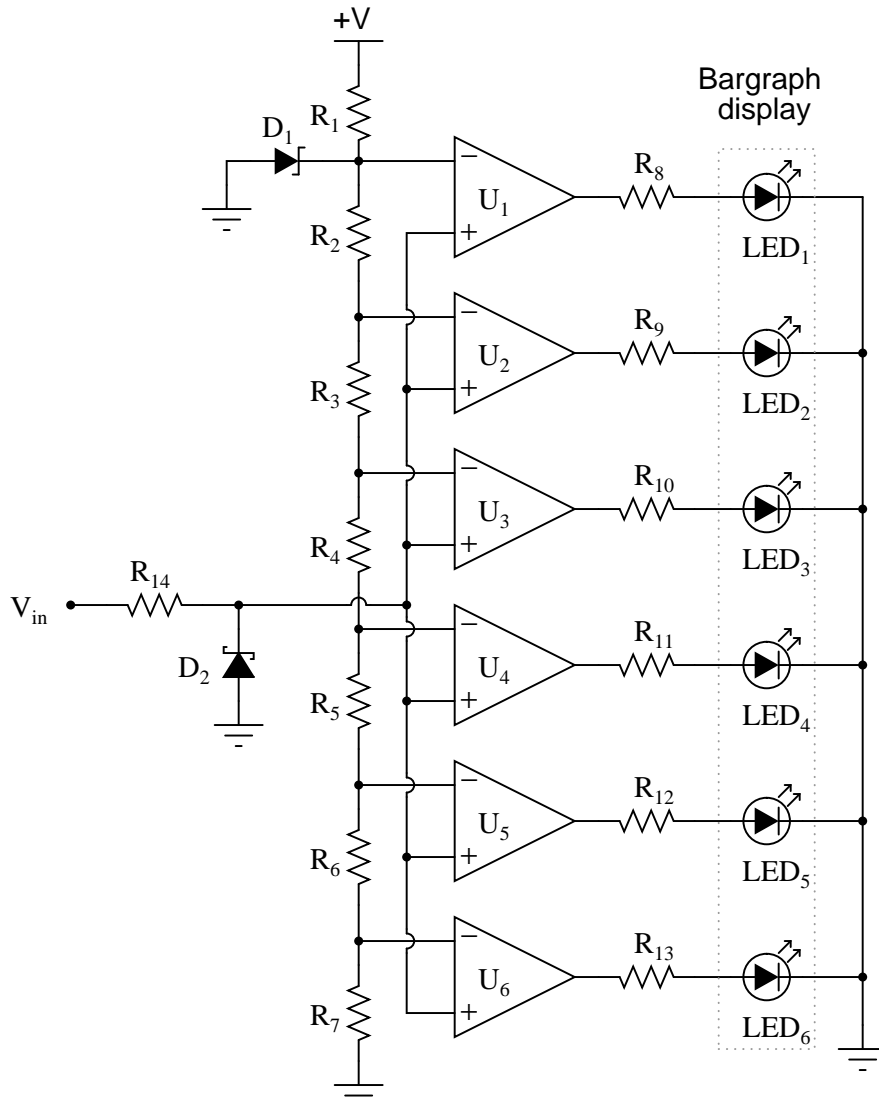 +V
Bargraph
display
R1
D1
R8
U1
R2
LED1
R9
U2
R3
LED2
R10
U3
R4
LED3
R14
Vin
R11
D2
U4
R5
LED4
R12
U5
R6
LED5
R13
U6
R7
LED6